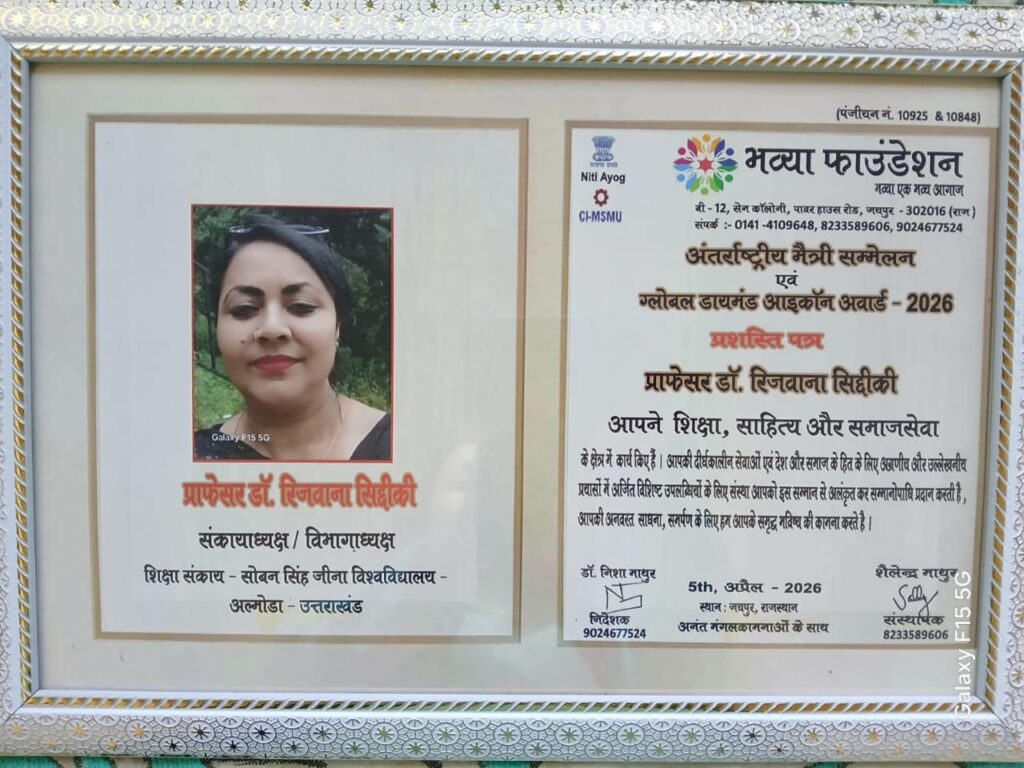 Galaxy F15 5G
प्राफेसर डॉ. रिजवाना सिद्दीकी
संकायाध्यक्ष / विभागाध्यक्ष
शिक्षा संकाय - सोबन सिंह जीना विश्वविद्यालय -
अल्मोडा - उत्तराखंड
(पंजीयन नं. 10925 & 10848)
Niti Ayog
CI-MSMU
भव्या फाउंडेशन
भव्या एक भव्य आगाज
बी - 12, सेन कॉलोनी, पावर हाउस रोड, जयपुर - 302016 (राज)
संपर्क :- 0141 -4109648, 8233589606, 9024677524
अंतर्राष्ट्रीय मैत्री सम्मेलन
एवं
ग्लोबल डायमंड आइकॉन अवार्ड - 2026
प्रशस्ति पत्र
प्राफेसर डॉ. रिजवाना सिद्दीकी
आपने शिक्षा, साहित्य और समाजसेवा
के क्षेत्र में कार्य किए हैं । आपकी दीर्घकालीन सेवाओं एवं देश और समाज के हित के लिए अग्रणीय और उल्लेखनीय
प्रयासों में अर्जित विशिष्ट उपलब्धियों के लिए संस्था आपको इस सम्मान से अलंकृत कर सम्मानोपाधि प्रदान करती है ,
आपकी अनवरत साधना, समर्पण के लिए हम आपके समृद्ध भविष्य की कामना करते है ।
डॉ. निशा माथुर
निदेशक
9024677524
5th, अप्रैल - 2026
स्थान : जयपुर, राजस्थान
अनंत मंगलकामनाओं के साथ
शैलेन्द्र माथुर
संस्थापक
8233589606
Galaxy F15 5G